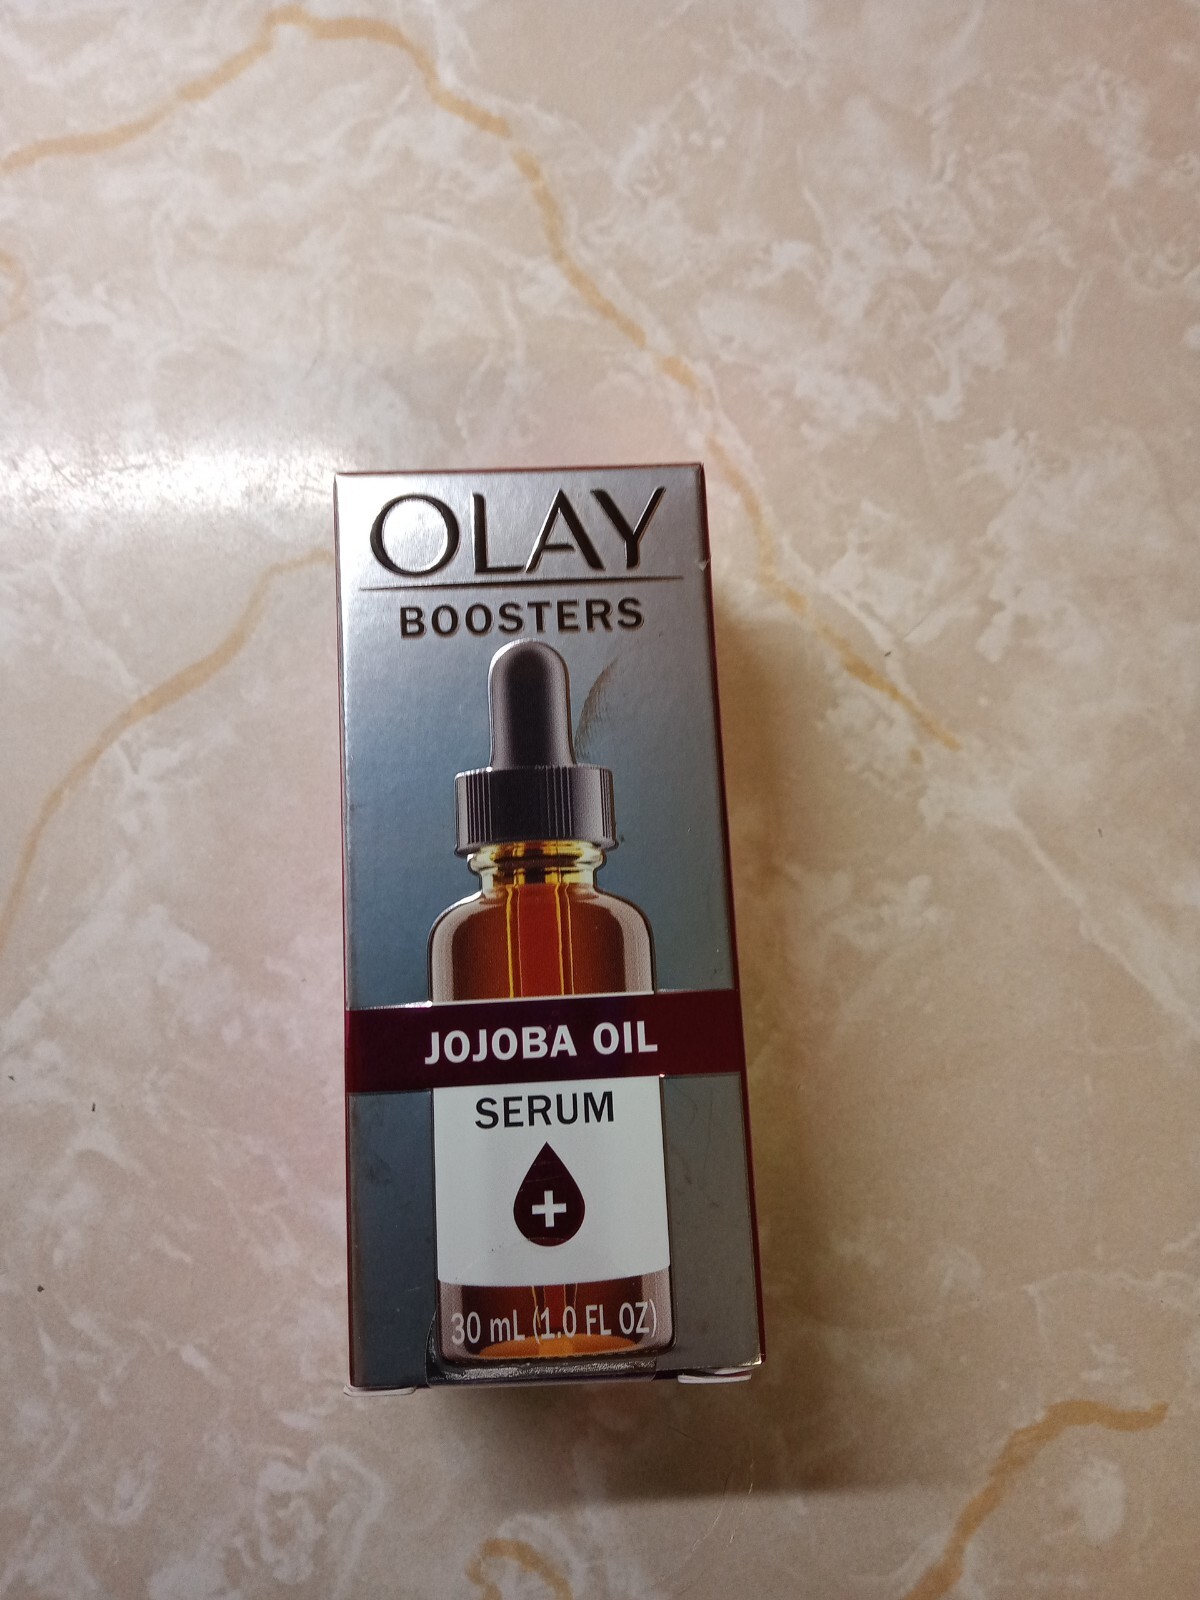 OLAY
BOOSTERS
JOJOBA OIL
SERUM
30 mL (1.0 FL OZ)